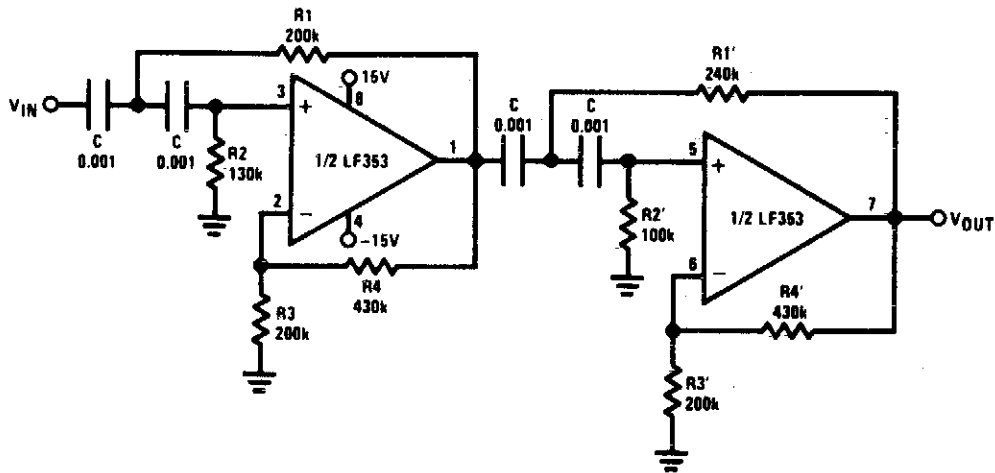 R1
200k
15V
8
VIN
C
0.001
C
0.001
3
+
R2
130k
1/2 LF353
1
2
−
4
-15V
R4
430k
R3
200k
C
0.001
C
0.001
R1'
240k
5
+
R2'
100k
1/2 LF353
7
VOUT
6
−
R4'
430k
R3'
200k